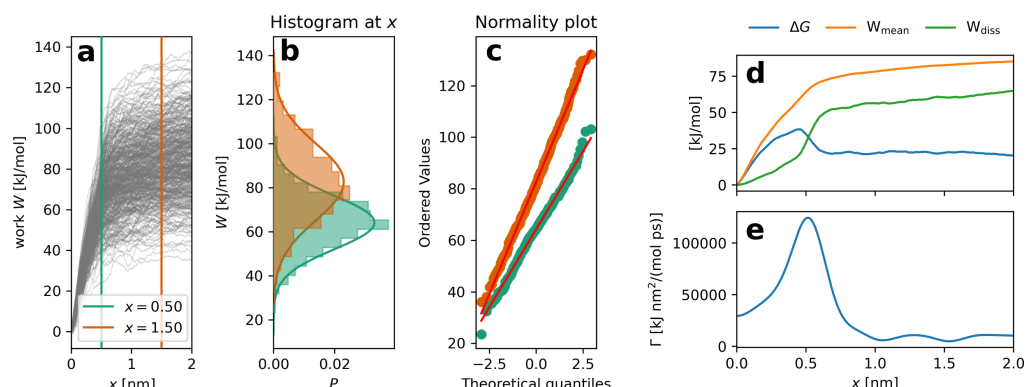 a
work W [kJ/mol]
140
120
100
80
60
40
20
0
x = 0.50
x = 1.50
0
1
2
x [nm]
Histogram at x
b
W [kJ/mol]
140
120
100
80
60
40
20
0.00
0.02
P
Normality plot
c
Ordered Values
120
100
80
60
40
20
−2.5
0.0
2.5
Theoretical quantiles
ΔG
W_mean
W_diss
d
[kJ/mol]
75
50
25
0
e
Γ [kJ nm²/(mol ps)]
100000
50000
0
0.0
0.5
1.0
1.5
2.0
x [nm]